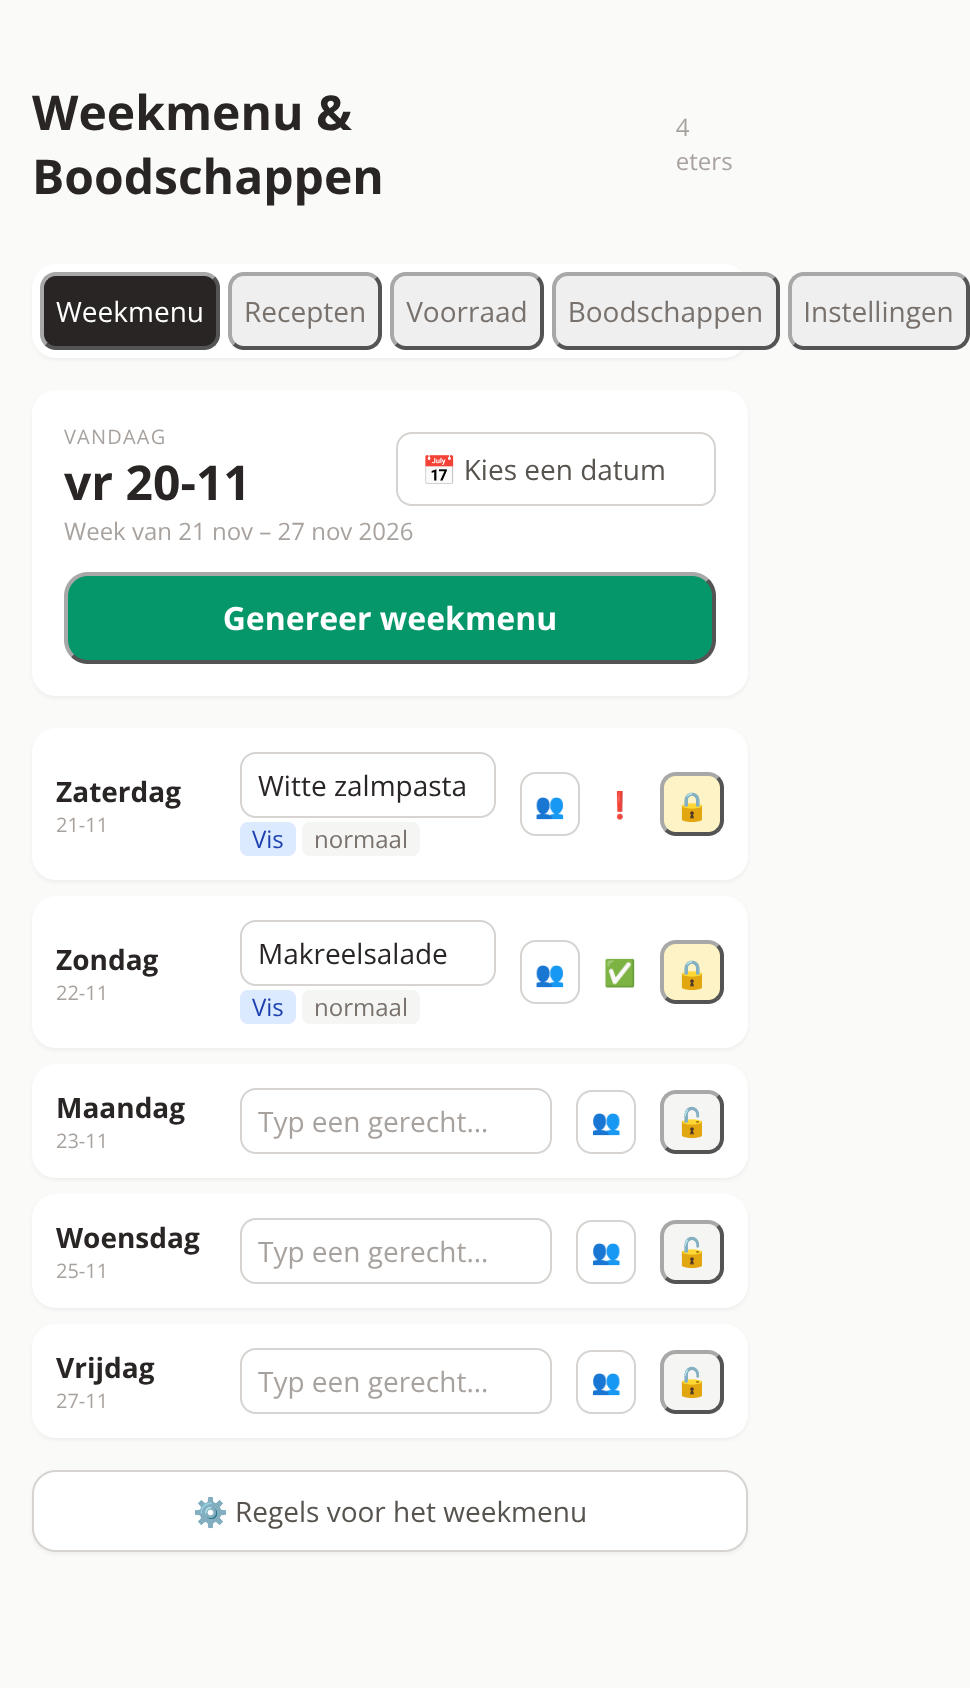 Weekmenu &
Boodschappen
4
eters
Weekmenu Recepten Voorraad Boodschappen Instellingen
VANDAAG
vr 20-11
📅 Kies een datum
Week van 21 nov – 27 nov 2026
Genereer weekmenu
Zaterdag
21-11
Witte zalmpasta
Vis normaal
👥 ❗ 🔒
Zondag
22-11
Makreelsalade
Vis normaal
👥 ✅ 🔒
Maandag
23-11
Typ een gerecht...
👥 🔓
Woensdag
25-11
Typ een gerecht...
👥 🔓
Vrijdag
27-11
Typ een gerecht...
👥 🔓
⚙️ Regels voor het weekmenu